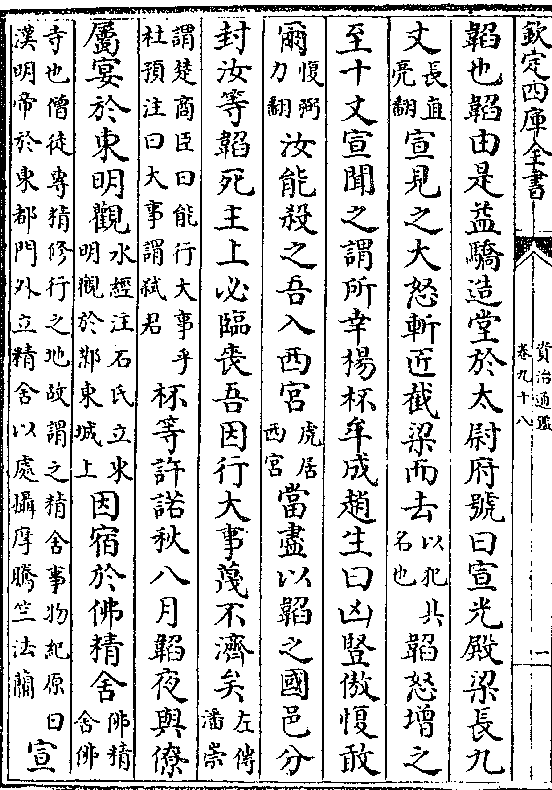 欽定四庫全書
資治通鑑
卷九十八
一
韜也韜由是益驕造堂於太尉府號曰宣光殿梁長九
丈長直亮翻宣見之大怒斬匠截梁而去以犯其名也韜怒增之
至十丈宣聞之謂所幸揚杯牟成趙生曰凶豎傲愎敢
爾愎弼力翻汝能殺之吾入西宮虎居西宮當盡以韜之國邑分
封汝等韜死主上必臨喪吾因行大事蔑不濟矣左傳潘崇
謂楚商臣曰能行大事乎社預注曰大事謂弑君杯等許諾秋八月韜夜與僚
屬宴於東明觀水經注石氏立東明觀於鄴東城上因宿於佛精舍佛精舍佛
寺也僧徒專精修行之地故謂之精舍事物紀原曰漢明帝於東都門外立精舍以處攝摩騰竺法蘭宣